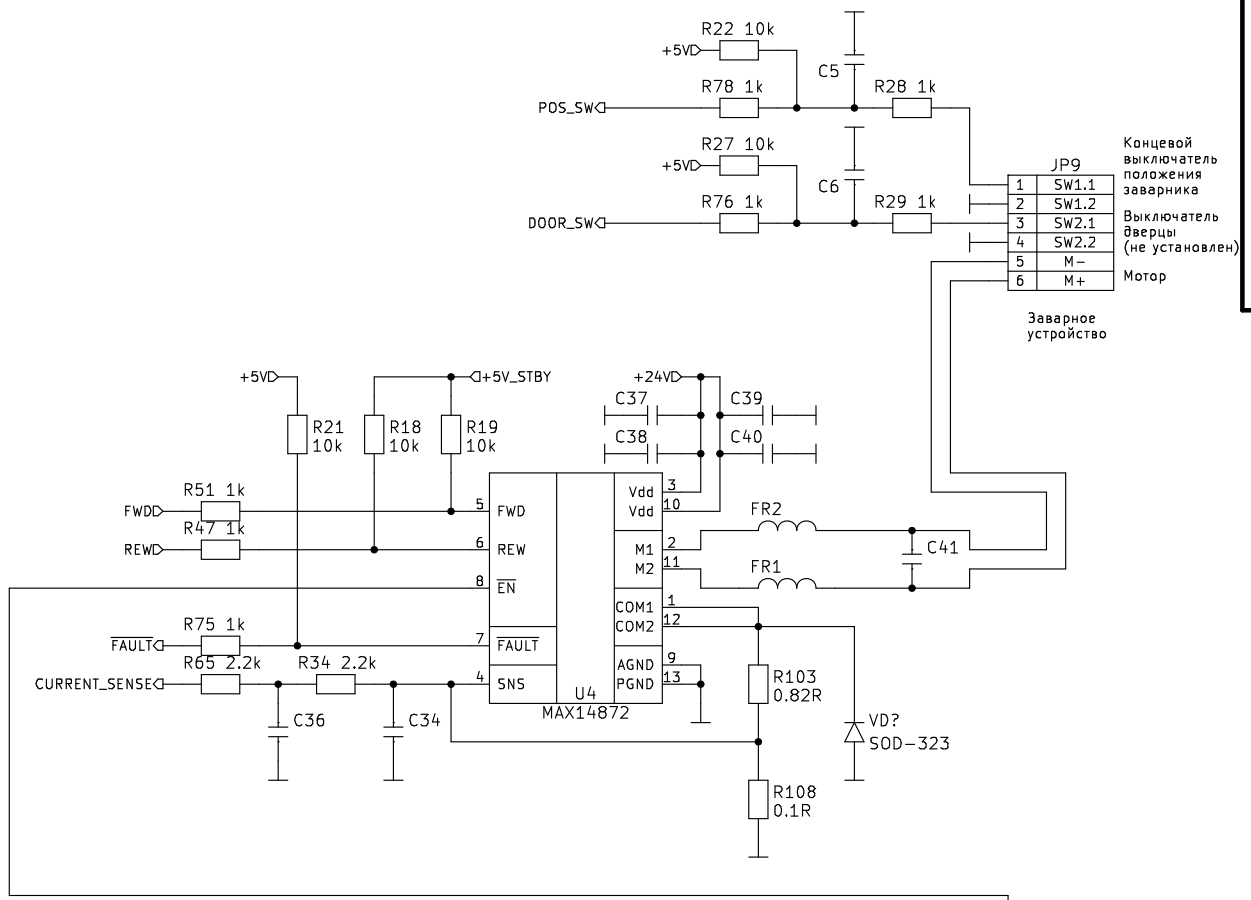 R22 10k
+5V
C5
R78 1k
R28 1k
POS_SW
R27 10k
+5V
C6
R76 1k
R29 1k
DOOR_SW
JP9
1 SW1.1
2 SW1.2
3 SW2.1
4 SW2.2
5 M-
6 M+
Концевой
выключатель
положения
заварника
Выключатель
дверцы
(не установлен)
Мотор
Заварное
устройство
+5V
+5V_STBY
+24V
C37
C39
R21
10k
R18
10k
R19
10k
C38
C40
R51 1k
FWD
5 FWD
R47 1k
REW
6 REW
8 EN
R75 1k
FAULT
7 FAULT
R65 2.2k
R34 2.2k
CURRENT_SENSE
4 SNS
C36
C34
Vdd 3
Vdd 10
M1 2
M2 11
COM1 1
COM2 12
AGND 9
PGND 13
U4
MAX14872
FR2
C41
FR1
R103
0.82R
VD?
SOD-323
R108
0.1R